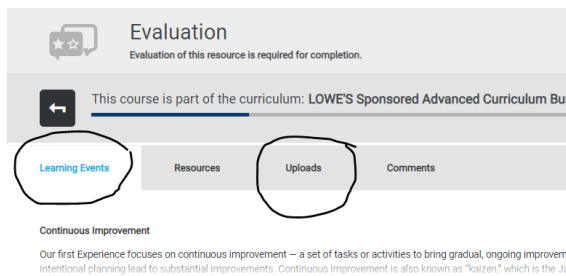 Evaluation
Evaluation of this resource is required for completion.
This course is part of the curriculum: LOWE'S Sponsored Advanced Curriculum Bu
Learning Events Resources Uploads Comments
Continuous Improvement
Our first Experience focuses on continuous improvement — a set of tasks or activities to bring gradual, ongoing improvem
intentional planning lead to substantial improvements. Continuous improvement is also known as "kaizen," which is the Ja